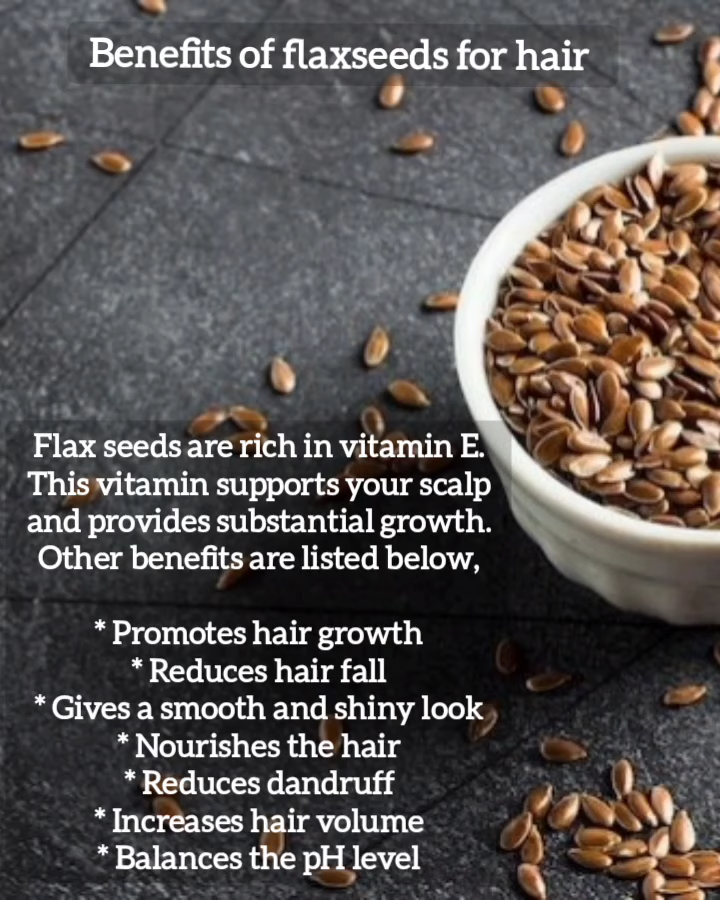 Benefits of flaxseeds for hair
Flax seeds are rich in vitamin E.
This vitamin supports your scalp
and provides substantial growth.
Other benefits are listed below,
* Promotes hair growth
* Reduces hair fall
* Gives a smooth and shiny look
* Nourishes the hair
* Reduces dandruff
* Increases hair volume
* Balances the pH level